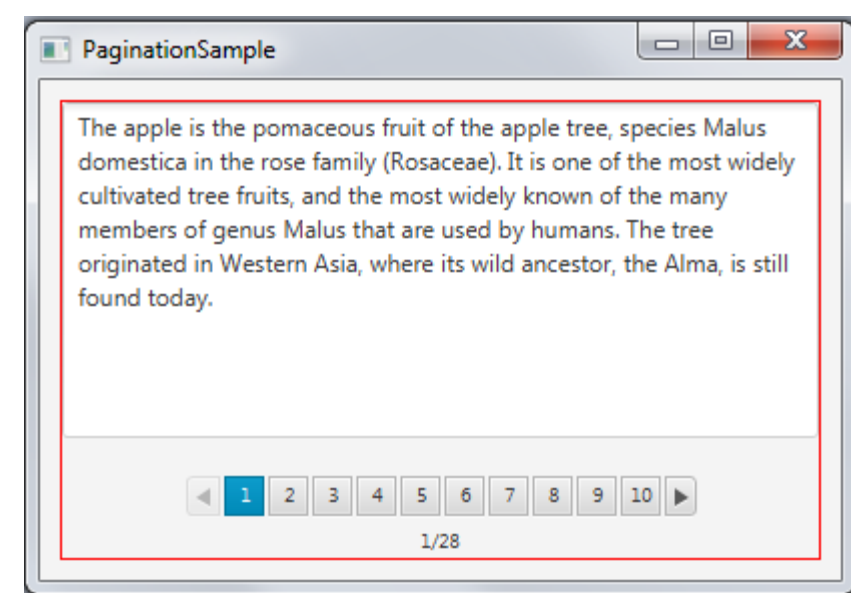 PaginationSample
The apple is the pomaceous fruit of the apple tree, species Malus
domestica in the rose family (Rosaceae). It is one of the most widely
cultivated tree fruits, and the most widely known of the many
members of genus Malus that are used by humans. The tree
originated in Western Asia, where its wild ancestor, the Alma, is still
found today.
1 2 3 4 5 6 7 8 9 10
1/28